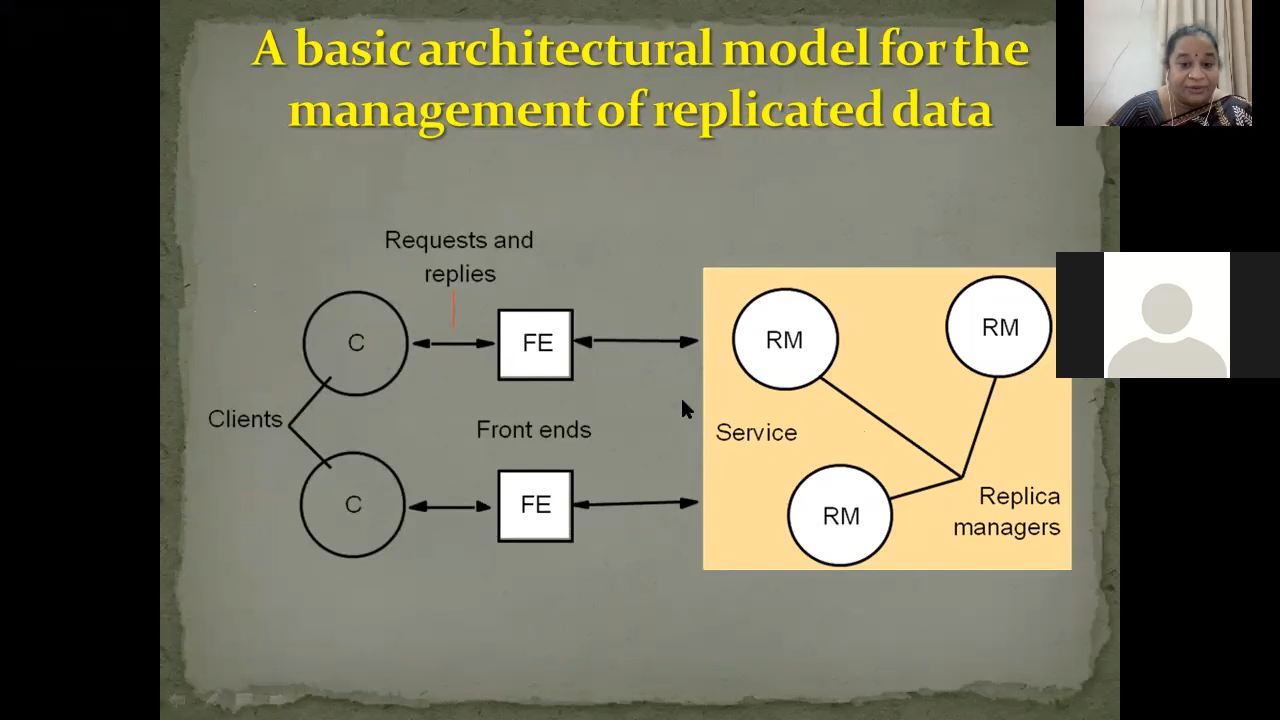 A basic architectural model for the
management of replicated data
Requests and
replies
C
FE
RM
RM
Clients
Front ends
Service
C
FE
RM
Replica
managers